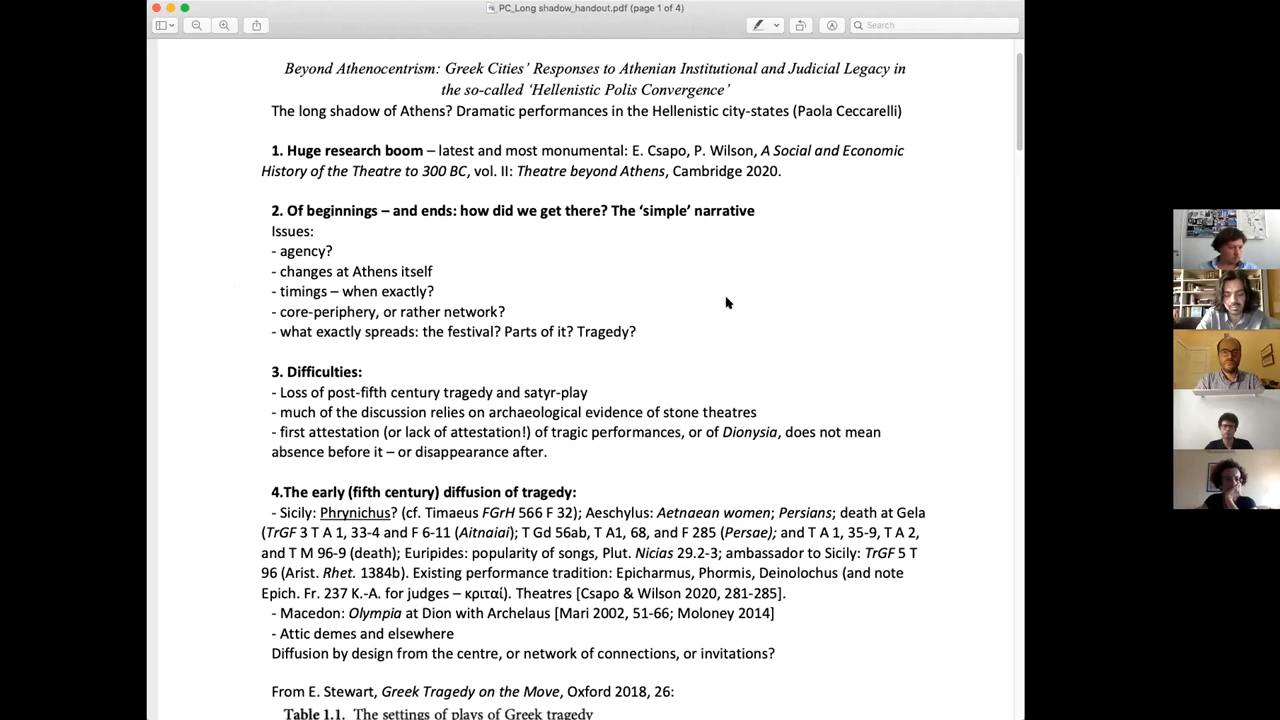 PC_Long shadow_handout.pdf (page 1 of 4)
Search
Beyond Athenocentrism: Greek Cities' Responses to Athenian Institutional and Judicial Legacy in
the so-called 'Hellenistic Polis Convergence'
The long shadow of Athens? Dramatic performances in the Hellenistic city-states (Paola Ceccarelli)
1. Huge research boom – latest and most monumental: E. Csapo, P. Wilson, A Social and Economic
History of the Theatre to 300 BC, vol. II: Theatre beyond Athens, Cambridge 2020.
2. Of beginnings – and ends: how did we get there? The 'simple' narrative
Issues:
- agency?
- changes at Athens itself
- timings – when exactly?
- core-periphery, or rather network?
- what exactly spreads: the festival? Parts of it? Tragedy?
3. Difficulties:
- Loss of post-fifth century tragedy and satyr-play
- much of the discussion relies on archaeological evidence of stone theatres
- first attestation (or lack of attestation!) of tragic performances, or of Dionysia, does not mean
absence before it – or disappearance after.
4.The early (fifth century) diffusion of tragedy:
- Sicily: Phrynichus? (cf. Timaeus FGrH 566 F 32); Aeschylus: Aetnaean women; Persians; death at Gela
(TrGF 3 T A 1, 33-4 and F 6-11 (Aitnaiai); T Gd 56ab, T A1, 68, and F 285 (Persae); and T A 1, 35-9, T A 2,
and T M 96-9 (death); Euripides: popularity of songs, Plut. Nicias 29.2-3; ambassador to Sicily: TrGF 5 T
96 (Arist. Rhet. 1384b). Existing performance tradition: Epicharmus, Phormis, Deinolochus (and note
Epich. Fr. 237 K.-A. for judges – κριταί). Theatres [Csapo & Wilson 2020, 281-285].
- Macedon: Olympia at Dion with Archelaus [Mari 2002, 51-66; Moloney 2014]
- Attic demes and elsewhere
Diffusion by design from the centre, or network of connections, or invitations?
From E. Stewart, Greek Tragedy on the Move, Oxford 2018, 26:
Table 1.1. The settings of plays of Greek tragedy